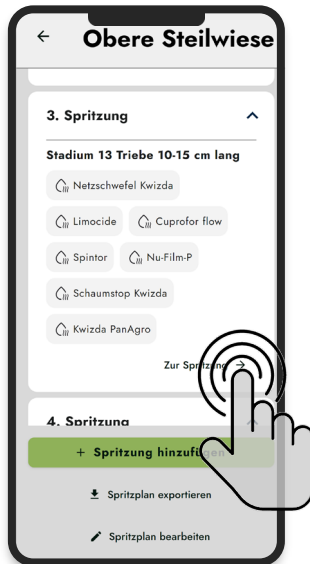 Obere Steilwiese
3. Spritzung
Stadium 13 Triebe 10-15 cm lang
Netzschwefel Kwizda
Limocide Cuprofor flow
Spintor Nu-Film-P
Schaumstop Kwizda
Kwizda PanAgro
Zur Spritzung
4. Spritzung
+ Spritzung hinzufügen
Spritzplan exportieren
Spritzplan bearbeiten